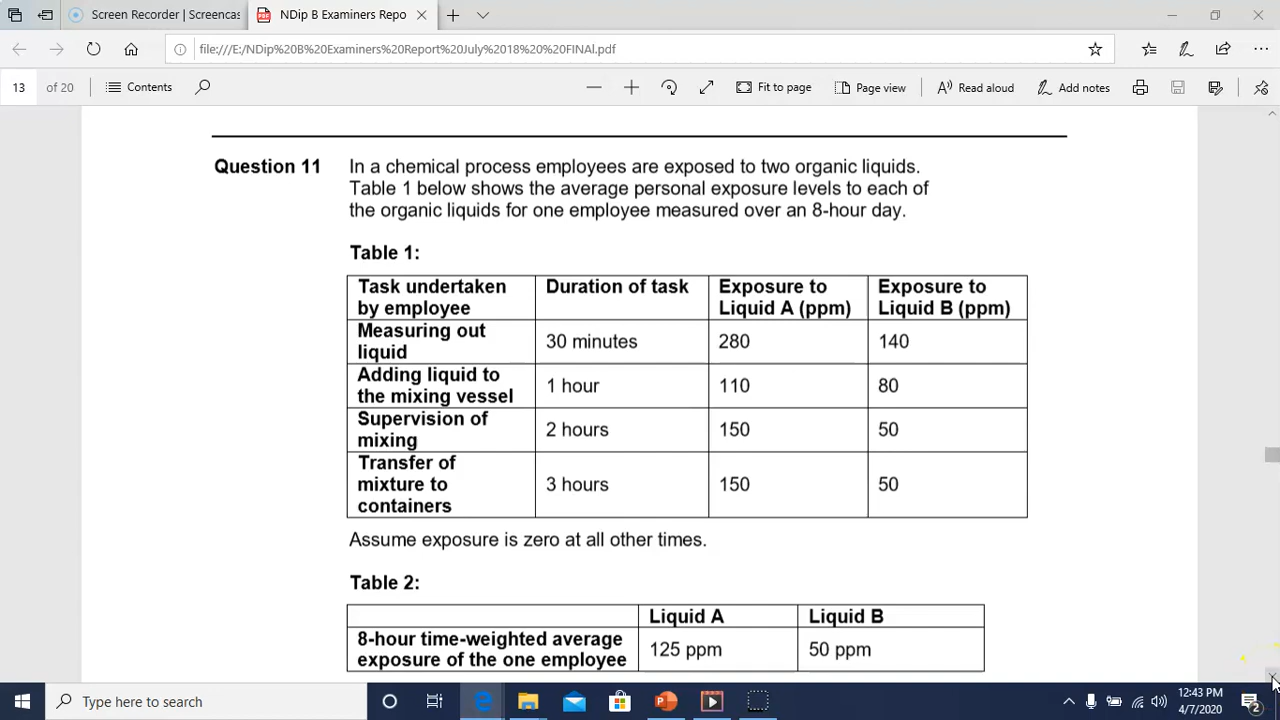 Screen Recorder | Screencas
NDip B Examiners Repo
file:///E:/NDip%20B%20Examiners%20Report%20July%202018%20%20FINAl.pdf
13 of 20 Contents Fit to page Page view Read aloud Add notes
Question 11 In a chemical process employees are exposed to two organic liquids.
Table 1 below shows the average personal exposure levels to each of
the organic liquids for one employee measured over an 8-hour day.
Table 1:
Task undertaken Duration of task Exposure to Exposure to
by employee Liquid A (ppm) Liquid B (ppm)
Measuring out
liquid 30 minutes 280 140
Adding liquid to
the mixing vessel 1 hour 110 80
Supervision of
mixing 2 hours 150 50
Transfer of
mixture to 3 hours 150 50
containers
Assume exposure is zero at all other times.
Table 2:
Liquid A Liquid B
8-hour time-weighted average
exposure of the one employee 125 ppm 50 ppm
Type here to search
12:43 PM
4/7/2020
2